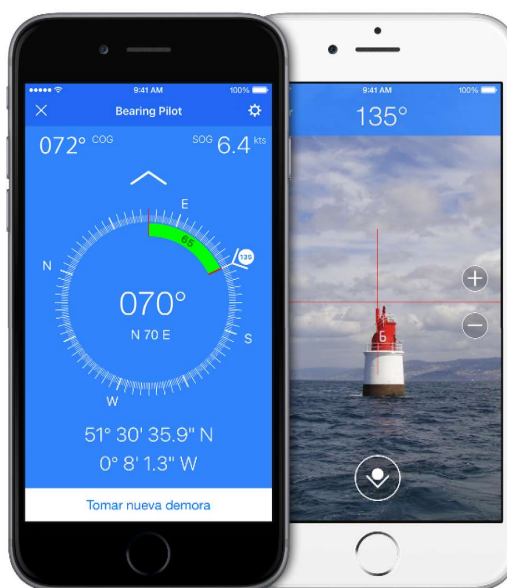 9:41 AM 100%
Bearing Pilot
072° COG SOG 6.4 kts
E
65
135
N
070°
N 70 E
S
W
51° 30' 35.9" N
0° 8' 1.3" W
Tomar nueva demora
9:41 AM 100%
135°
6